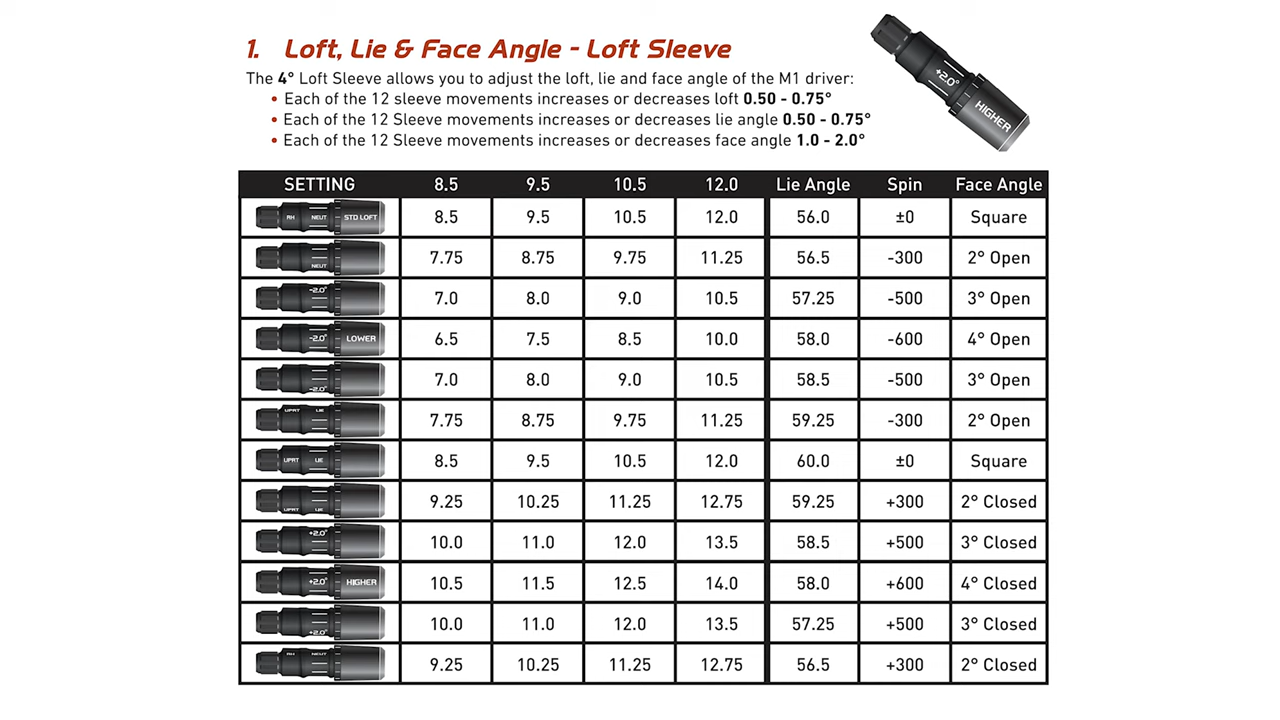 1. Loft, Lie & Face Angle - Loft Sleeve
The 4° Loft Sleeve allows you to adjust the loft, lie and face angle of the M1 driver:
• Each of the 12 sleeve movements increases or decreases loft 0.50 - 0.75°
• Each of the 12 Sleeve movements increases or decreases lie angle 0.50 - 0.75°
• Each of the 12 Sleeve movements increases or decreases face angle 1.0 - 2.0°
+2.0° HIGHER
SETTING 8.5 9.5 10.5 12.0 Lie Angle Spin Face Angle
RH NEUT STD LOFT 8.5 9.5 10.5 12.0 56.0 ±0 Square
NEUT 7.75 8.75 9.75 11.25 56.5 -300 2° Open
-2.0° 7.0 8.0 9.0 10.5 57.25 -500 3° Open
-2.0° LOWER 6.5 7.5 8.5 10.0 58.0 -600 4° Open
-2.0° 7.0 8.0 9.0 10.5 58.5 -500 3° Open
UPRT LIE 7.75 8.75 9.75 11.25 59.25 -300 2° Open
UPRT LIE 8.5 9.5 10.5 12.0 60.0 ±0 Square
UPRT LIE 9.25 10.25 11.25 12.75 59.25 +300 2° Closed
+2.0° 10.0 11.0 12.0 13.5 58.5 +500 3° Closed
+2.0° HIGHER 10.5 11.5 12.5 14.0 58.0 +600 4° Closed
+2.0° 10.0 11.0 12.0 13.5 57.25 +500 3° Closed
RH NEUT 9.25 10.25 11.25 12.75 56.5 +300 2° Closed